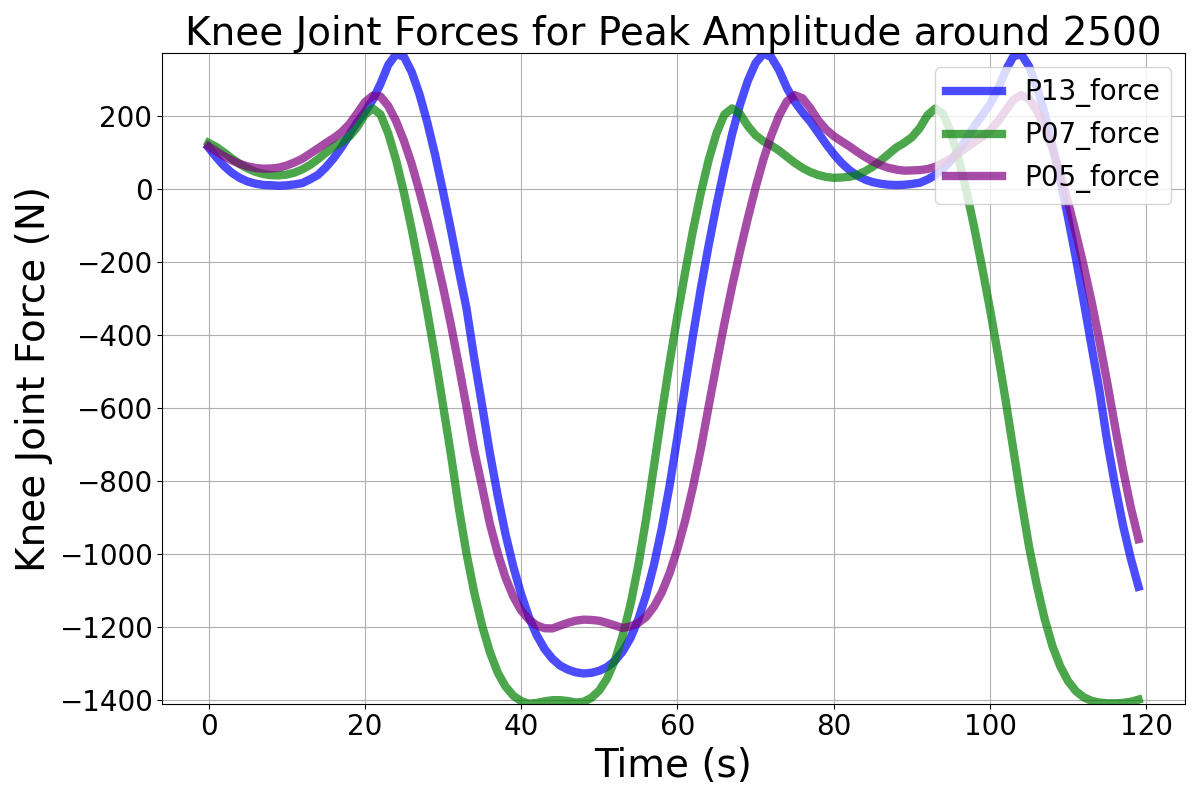 Knee Joint Forces for Peak Amplitude around 2500
P13_force
P07_force
P05_force
Knee Joint Force (N)
200
0
−200
−400
−600
−800
−1000
−1200
−1400
0 20 40 60 80 100 120
Time (s)